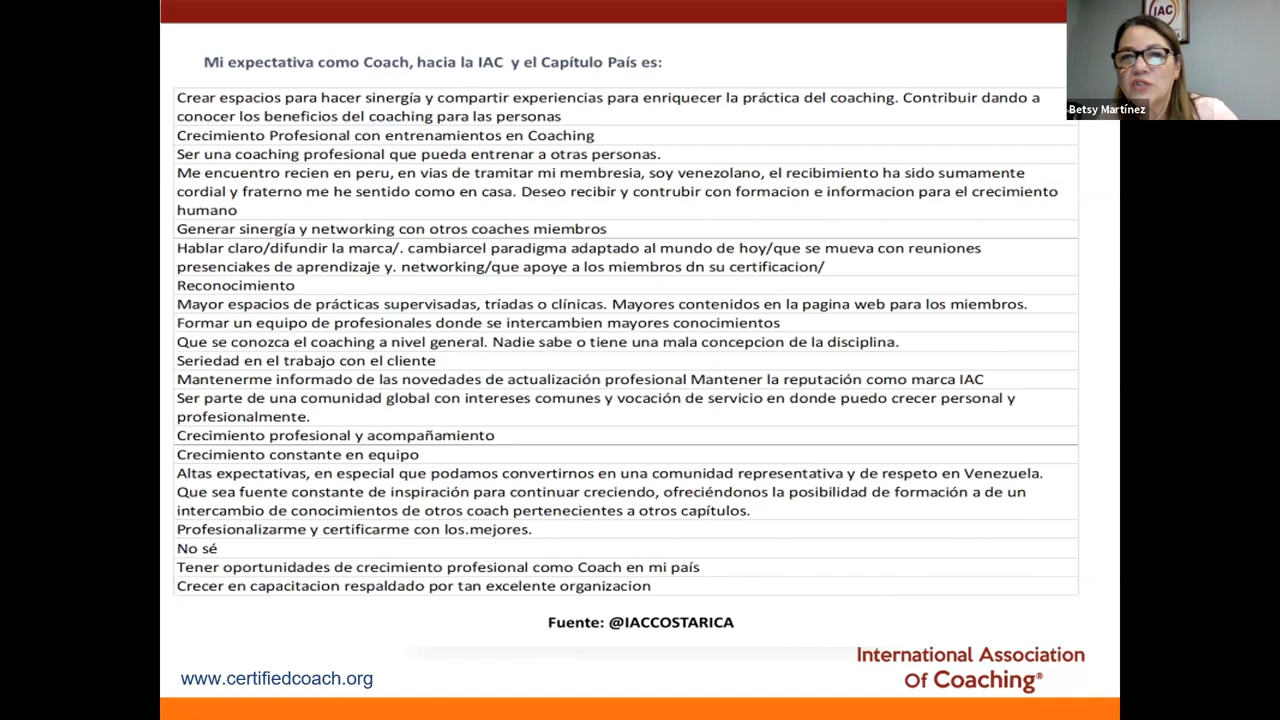 IAC
Betsy Martínez
Mi expectativa como Coach, hacia la IAC y el Capítulo País es:
Crear espacios para hacer sinergía y compartir experiencias para enriquecer la práctica del coaching. Contribuir dando a
conocer los beneficios del coaching para las personas
Crecimiento Profesional con entrenamientos en Coaching
Ser una coaching profesional que pueda entrenar a otras personas.
Me encuentro recien en peru, en vias de tramitar mi membresia, soy venezolano, el recibimiento ha sido sumamente
cordial y fraterno me he sentido como en casa. Deseo recibir y contrubir con formacion e informacion para el crecimiento
humano
Generar sinergía y networking con otros coaches miembros
Hablar claro/difundir la marca/. cambiarcel paradigma adaptado al mundo de hoy/que se mueva con reuniones
presenciakes de aprendizaje y. networking/que apoye a los miembros dn su certificacion/
Reconocimiento
Mayor espacios de prácticas supervisadas, tríadas o clínicas. Mayores contenidos en la pagina web para los miembros.
Formar un equipo de profesionales donde se intercambien mayores conocimientos
Que se conozca el coaching a nivel general. Nadie sabe o tiene una mala concepcion de la disciplina.
Seriedad en el trabajo con el cliente
Mantenerme informado de las novedades de actualización profesional Mantener la reputación como marca IAC
Ser parte de una comunidad global con intereses comunes y vocación de servicio en donde puedo crecer personal y
profesionalmente.
Crecimiento profesional y acompañamiento
Crecimiento constante en equipo
Altas expectativas, en especial que podamos convertirnos en una comunidad representativa y de respeto en Venezuela.
Que sea fuente constante de inspiración para continuar creciendo, ofreciéndonos la posibilidad de formación a de un
intercambio de conocimientos de otros coach pertenecientes a otros capítulos.
Profesionalizarme y certificarme con los.mejores.
No sé
Tener oportunidades de crecimiento profesional como Coach en mi país
Crecer en capacitacion respaldado por tan excelente organizacion
Fuente: @IACCOSTARICA
International Association
Of Coaching®
www.certifiedcoach.org